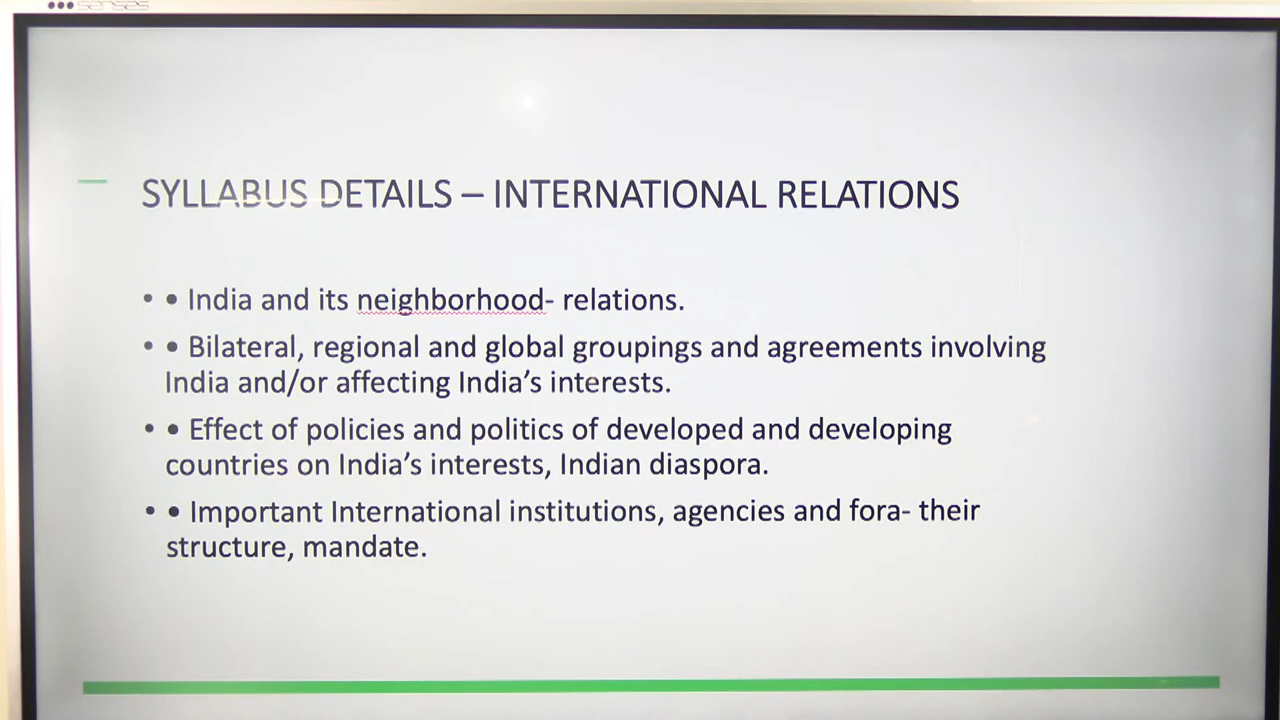 senses
SYLLABUS DETAILS – INTERNATIONAL RELATIONS
• • India and its neighborhood- relations.
• • Bilateral, regional and global groupings and agreements involving
India and/or affecting India’s interests.
• • Effect of policies and politics of developed and developing
countries on India’s interests, Indian diaspora.
• • Important International institutions, agencies and fora- their
structure, mandate.